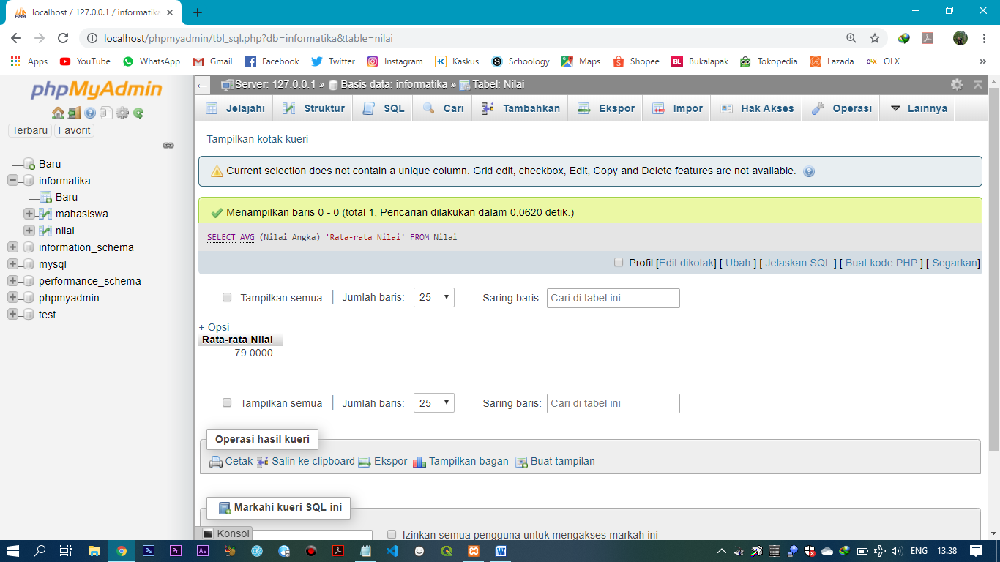 localhost / 127.0.0.1 / informatika
localhost/phpmyadmin/tbl_sql.php?db=informatika&table=nilai
Apps YouTube WhatsApp Gmail Facebook Twitter Instagram Kaskus Schoology Maps Shopee Bukalapak Tokopedia Lazada OLX »
phpMyAdmin
Terbaru Favorit
Baru
informatika
Baru
mahasiswa
nilai
information_schema
mysql
performance_schema
phpmyadmin
test
Server: 127.0.0.1 » Basis data: informatika » Tabel: Nilai
Jelajahi Struktur SQL Cari Tambahkan Ekspor Impor Hak Akses Operasi Lainnya
Tampilkan kotak kueri
Current selection does not contain a unique column. Grid edit, checkbox, Edit, Copy and Delete features are not available.
Menampilkan baris 0 - 0 (total 1, Pencarian dilakukan dalam 0,0620 detik.)
SELECT AVG (Nilai_Angka) 'Rata-rata Nilai' FROM Nilai
Profil [Edit dikotak] [ Ubah ] [ Jelaskan SQL ] [ Buat kode PHP ] [ Segarkan]
Tampilkan semua | Jumlah baris: 25 Saring baris: Cari di tabel ini
+ Opsi
Rata-rata Nilai
79.0000
Tampilkan semua | Jumlah baris: 25 Saring baris: Cari di tabel ini
Operasi hasil kueri
Cetak Salin ke clipboard Ekspor Tampilkan bagan Buat tampilan
Markahi kueri SQL ini
Konsol
Izinkan semua pengguna untuk mengakses markah ini
ENG 13.38